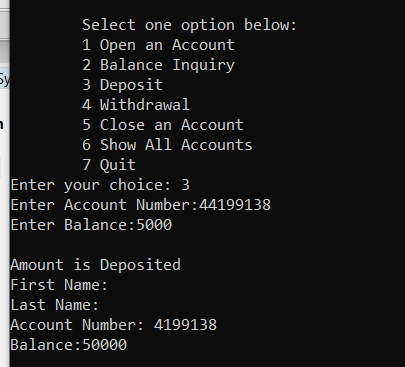 Sy
n
Select one option below:
1 Open an Account
2 Balance Inquiry
3 Deposit
4 Withdrawal
5 Close an Account
6 Show All Accounts
7 Quit
Enter your choice: 3
Enter Account Number:44199138
Enter Balance:5000
Amount is Deposited
First Name:
Last Name:
Account Number: 4199138
Balance:50000